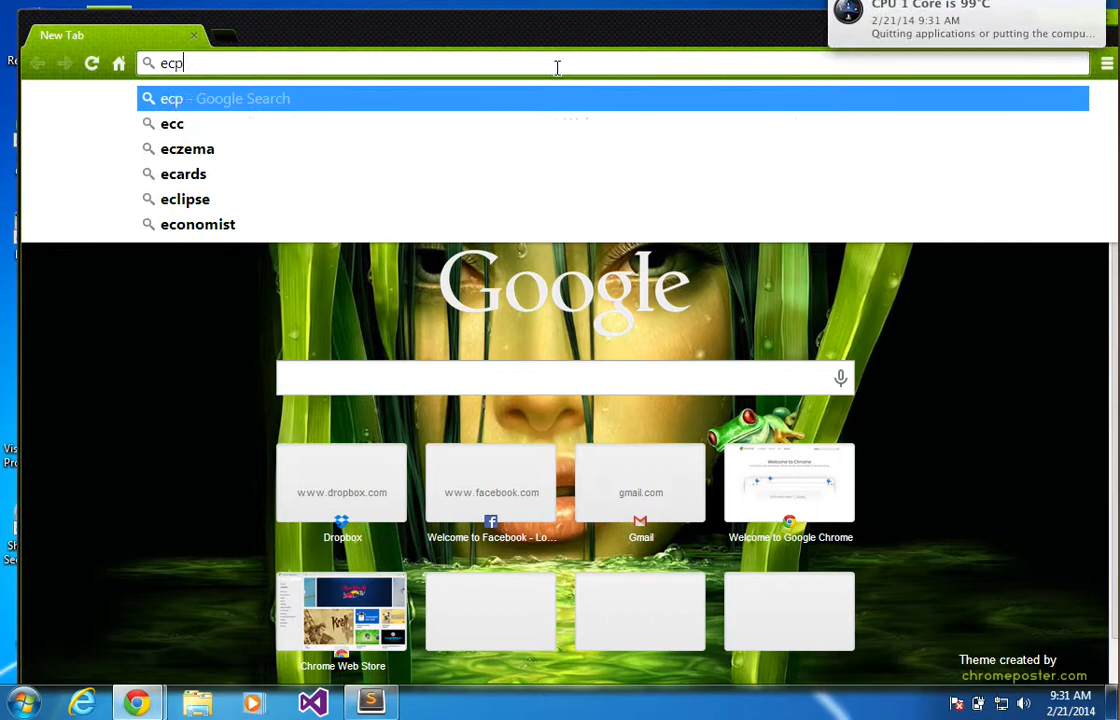 CPU 1 Core is 99°C
2/21/14 9:31 AM
Quitting applications or putting the compu...
New Tab
ecp
ecp - Google Search
ecc
eczema
ecards
eclipse
economist
Google
www.dropbox.com
www.facebook.com
gmail.com
Dropbox
Welcome to Facebook - Lo...
Gmail
Welcome to Google Chrome
Chrome Web Store
Theme created by
chromeposter.com
9:31 AM
2/21/2014